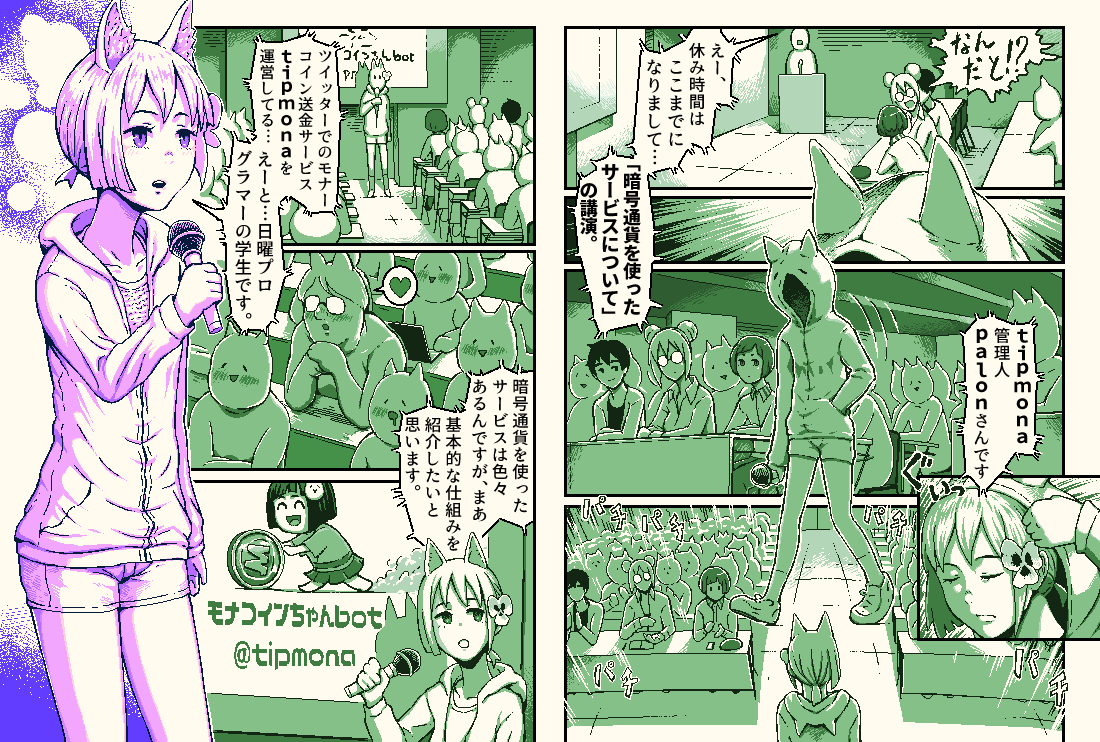 えー、
休み時間は
ここまでに
なりまして…
なん
だと!?
「暗号通貨を使った
サービスについて」
の講演。
tipmona
管理人
palonさんです
ぐいっ
パチ
パチ
パチ
パチ
パチ
コインちゃんbot
ツイッターでのモナー
コイン送金サービス
tipmonaを
運営してる…えーと…日曜プロ
グラマーの学生です。
暗号通貨を使った
サービスは色々
あるんですが、まあ
基本的な仕組みを
紹介したいと
思います。
モナコインちゃんbot
@tipmona